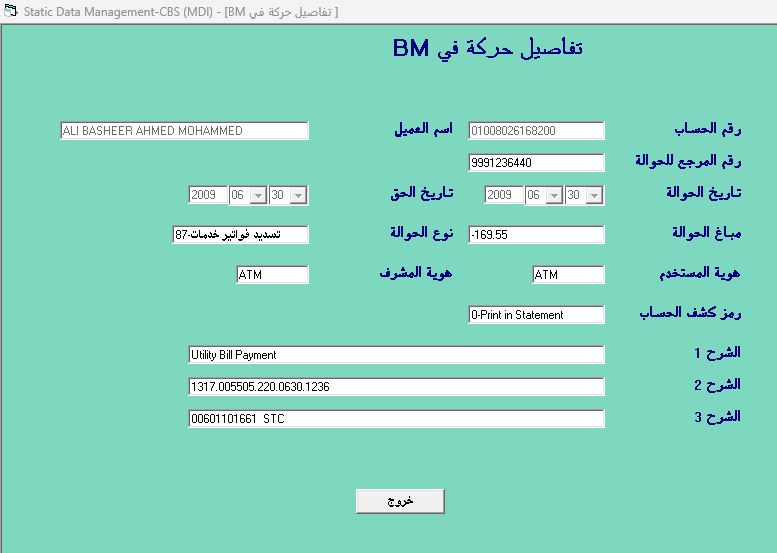 Static Data Management-CBS (MDI) - [BM تفاصيل حركة في ]
تفاصيل حركة في BM
رقم الحساب 01008026168200 اسم العميل ALI BASHEER AHMED MOHAMMED
رقم المرجع للحوالة 9991236440
تاريخ الحوالة 30 06 2009 تاريخ الحق 30 06 2009
مباغ الحوالة -169.55 نوع الحوالة 87-تسديد فواتير خدمات
هوية المستخدم ATM هوية المشرف ATM
رمز كشف الحساب 0-Print in Statement
الشرح 1 Utility Bill Payment
الشرح 2 1317.005505.220.0630.1236
الشرح 3 00601101661 STC
خروج